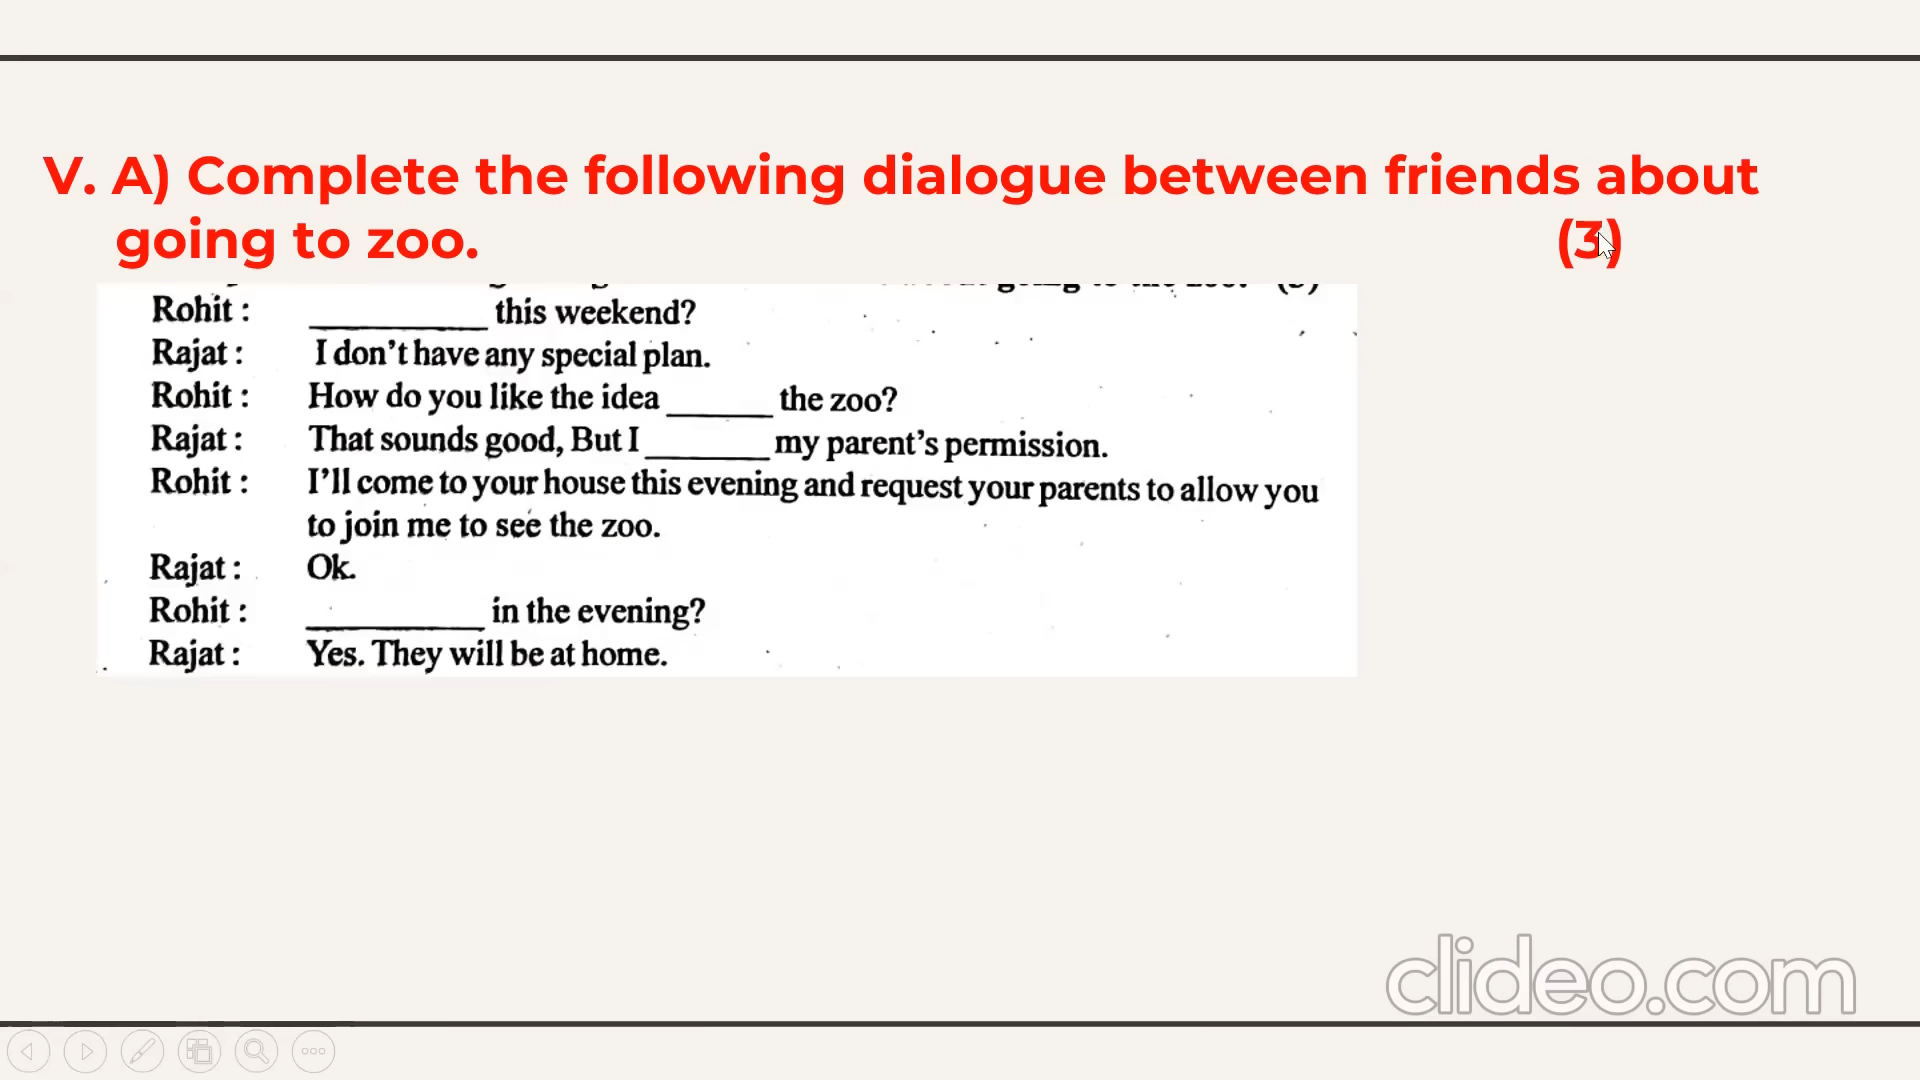 V. A) Complete the following dialogue between friends about
going to zoo. (3)
Rohit : __________ this weekend?
Rajat : I don't have any special plan.
Rohit : How do you like the idea ______ the zoo?
Rajat : That sounds good, But I _______ my parent's permission.
Rohit : I'll come to your house this evening and request your parents to allow you
to join me to see the zoo.
Rajat : Ok.
Rohit : __________ in the evening?
Rajat : Yes. They will be at home.
clideo.com